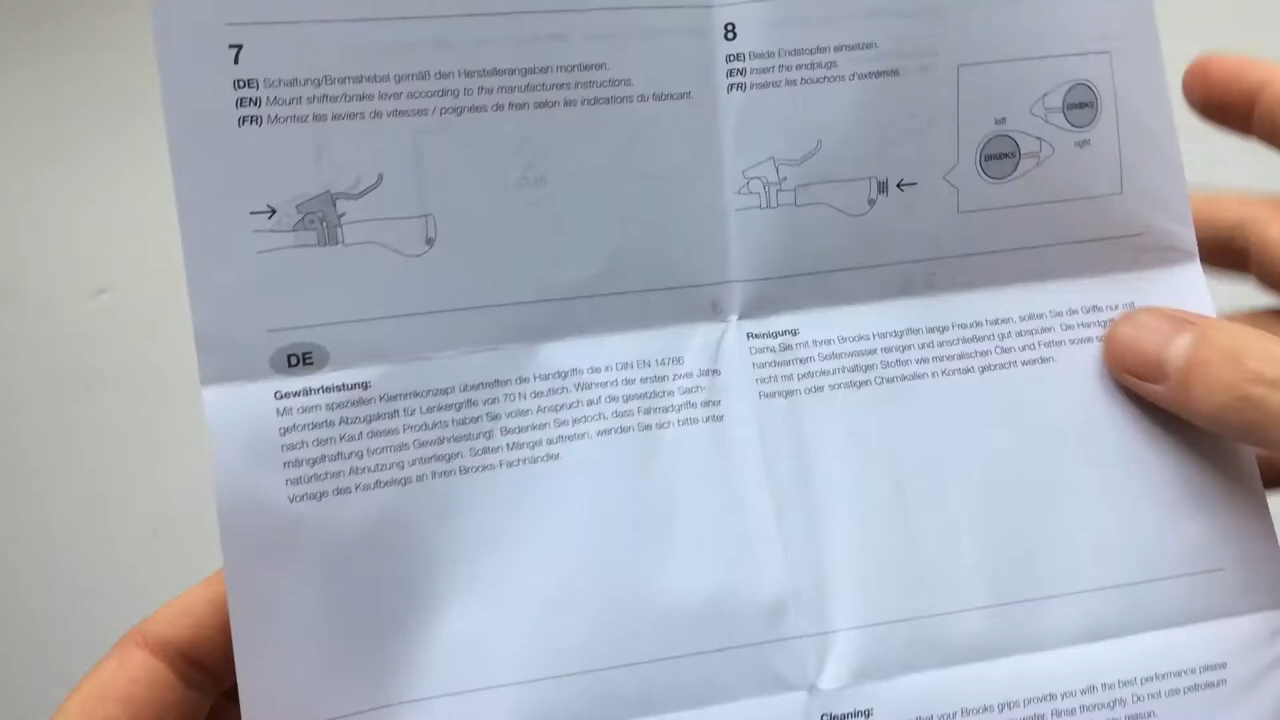 7
(DE) Schaltung/Bremshebel gemäß den Herstellerangaben montieren.
(EN) Mount shifter/brake lever according to the manufacturers instructions.
(FR) Montez les leviers de vitesses / poignées de frein selon les indications du fabricant.
8
(DE) Beide Endstopfen einsetzen.
(EN) Insert the endplugs.
(FR) Insérez les bouchons d'extrémité.
BROOKS
left
right
BROOKS
DE
Gewährleistung:
Mit dem speziellen Klemmkonzept übertreffen die Handgriffe die in DIN EN 14766
geforderte Abzugskraft für Lenkergriffe von 70 N deutlich. Während der ersten zwei Jahre
nach dem Kauf dieses Produkts haben Sie vollen Anspruch auf die gesetzliche Sach-
mängelhaftung (vormals Gewährleistung). Bedenken Sie jedoch, dass Fahrradgriffe einer
natürlichen Abnutzung unterliegen. Sollten Mängel auftreten, wenden Sie sich bitte unter
Vorlage des Kaufbelegs an Ihren Brooks-Fachhändler.
Reinigung:
Damit Sie mit Ihren Brooks Handgriffen lange Freude haben, sollten Sie die Griffe nur mit
handwarmem Seifenwasser reinigen und anschließend gut abspülen. Die Handgri
nicht mit petroleumhaltigen Stoffen wie mineralischen Ölen und Fetten sowie
Reinigern oder sonstigen Chemikalien in Kontakt gebracht werden.
Cleaning:
that your Brooks grips provide you with the best performance please
water. Rinse thoroughly. Do not use petroleum
reason.